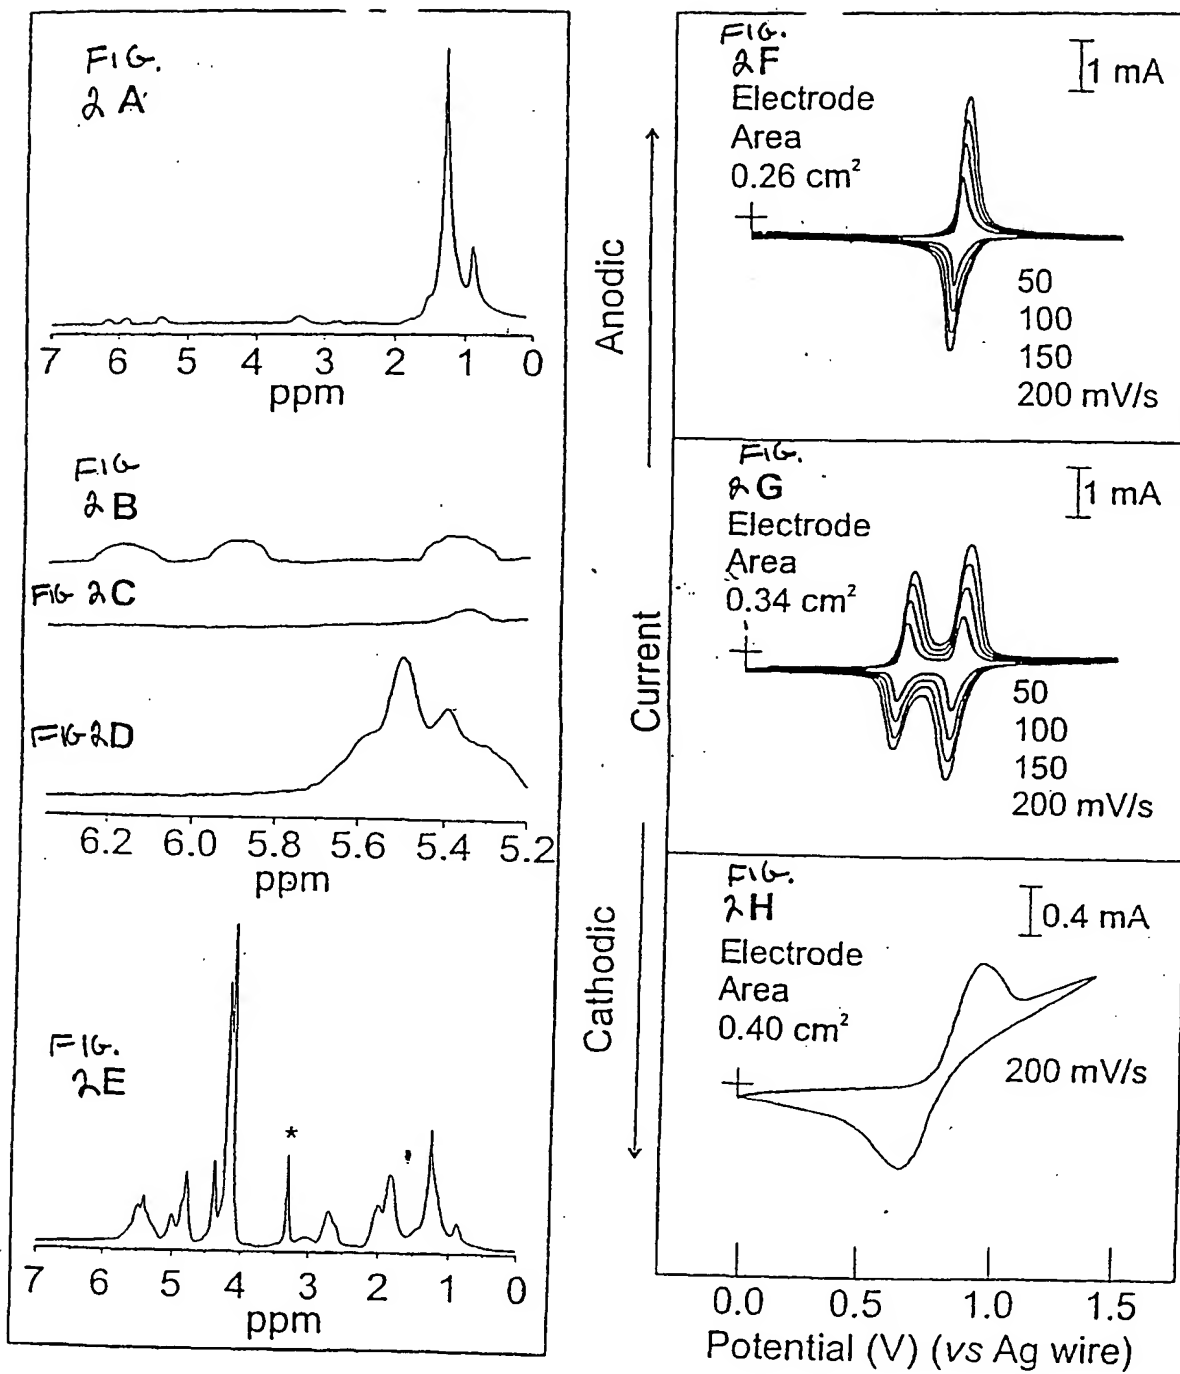 FIG.
2 A
7 6 5 4 3 2 1 0
ppm
FIG
2 B
FIG 2C
FIG 2D
6.2 6.0 5.8 5.6 5.4 5.2
ppm
FIG.
2E
*
7 6 5 4 3 2 1 0
ppm
Anodic
Current
Cathodic
FIG.
2F
1 mA
Electrode
Area
0.26 cm²
50
100
150
200 mV/s
FIG.
2G
1 mA
Electrode
Area
0.34 cm²
50
100
150
200 mV/s
FIG.
2H
0.4 mA
Electrode
Area
0.40 cm²
200 mV/s
0.0 0.5 1.0 1.5
Potential (V) (vs Ag wire)